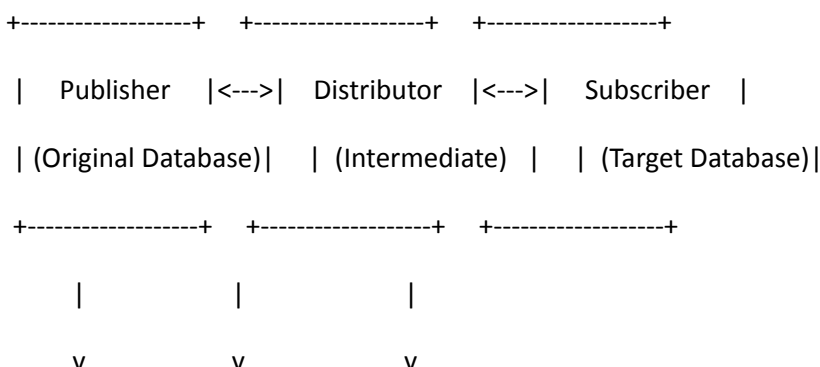 +-------------------+ +-------------------+ +-------------------+
| Publisher |<--->| Distributor |<--->| Subscriber |
| (Original Database)| | (Intermediate) | | (Target Database)|
+-------------------+ +-------------------+ +-------------------+
| | |
v v v